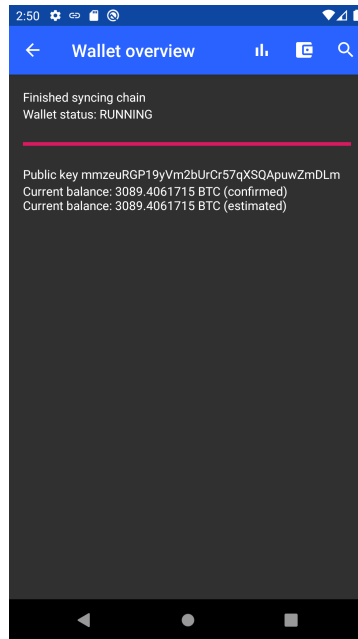 2:50
Wallet overview
Finished syncing chain
Wallet status: RUNNING
Public key mmzeuRGP19yVm2bUrCr57qXSQApuwZmDLm
Current balance: 3089.4061715 BTC (confirmed)
Current balance: 3089.4061715 BTC (estimated)